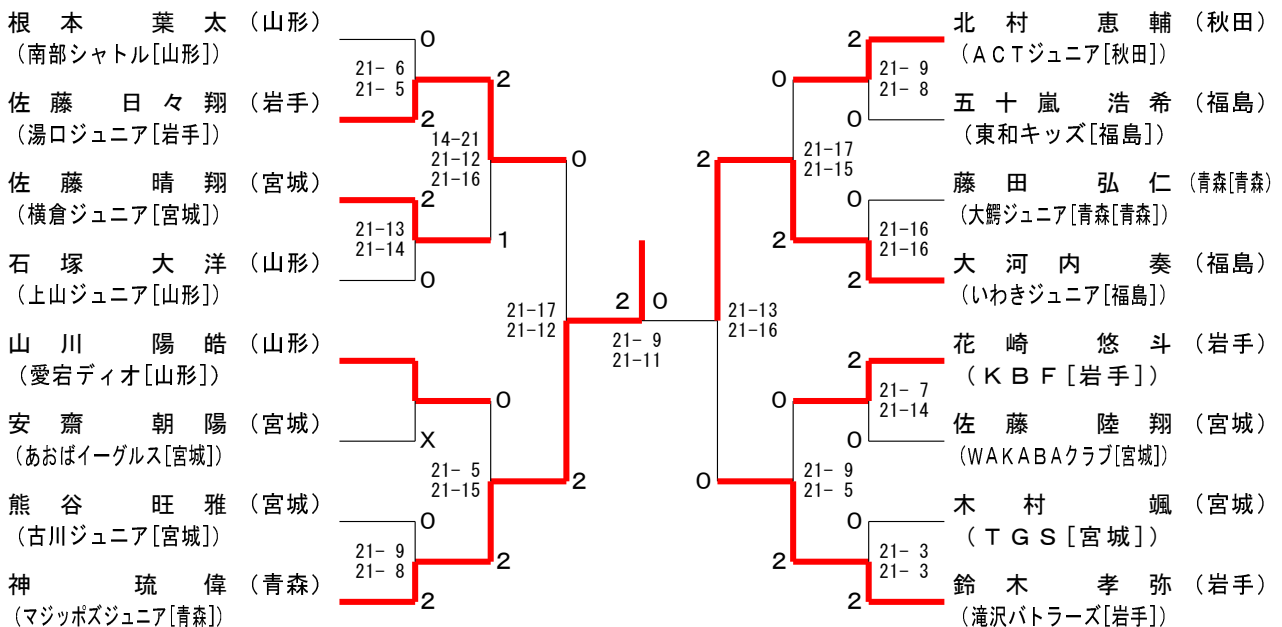 根本 葉太 (山形)
(南部シャトル[山形])
佐藤 日々翔 (岩手)
(湯口ジュニア[岩手])
佐藤 晴翔 (宮城)
(横倉ジュニア[宮城])
石塚 大洋 (山形)
(上山ジュニア[山形])
山川 陽皓 (山形)
(愛宕ディオ[山形])
安齋 朝陽 (宮城)
(あおばイーグルス[宮城])
熊谷 旺雅 (宮城)
(古川ジュニア[宮城])
神 琉偉 (青森)
(マジッポズジュニア[青森])
0
21- 6
21- 5
2
2
14-21
21-12
21-16
2
21-13
21-14
0
1
0
21-17
21-12
0
X
21- 5
21-15
0
21- 9
21- 8
2
2
2
2 0
21- 9
21-11
2
21-13
21-16
0
0
21-17
21-15
2
0
21- 9
21- 5
2
2
21- 9
21- 8
0
0
21-16
21-16
2
2
21- 7
21-14
0
0
21- 3
21- 3
2
北村 恵輔 (秋田)
(ACTジュニア[秋田])
五十嵐 浩希 (福島)
(東和キッズ[福島])
藤田 弘仁 (青森[青森)
(大鰐ジュニア[青森[青森])
大河内 奏 (福島)
(いわきジュニア[福島])
花崎 悠斗 (岩手)
(KBF[岩手])
佐藤 陸翔 (宮城)
(WAKABAクラブ[宮城])
木村 颯 (宮城)
(TGS[宮城])
鈴木 孝弥 (岩手)
(滝沢バトラーズ[岩手])